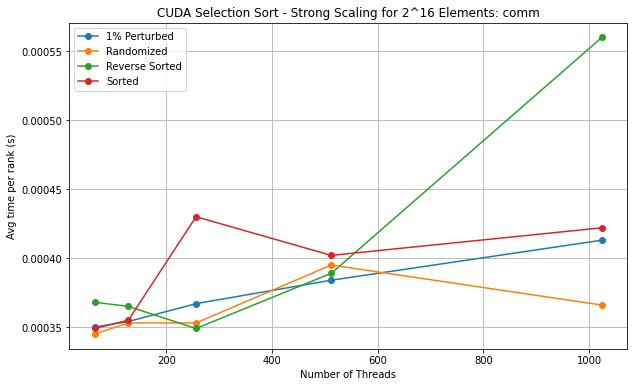 CUDA Selection Sort - Strong Scaling for 2^16 Elements: comm
1% Perturbed
Randomized
Reverse Sorted
Sorted
Avg time per rank (s)
0.00055
0.00050
0.00045
0.00040
0.00035
200 400 600 800 1000
Number of Threads